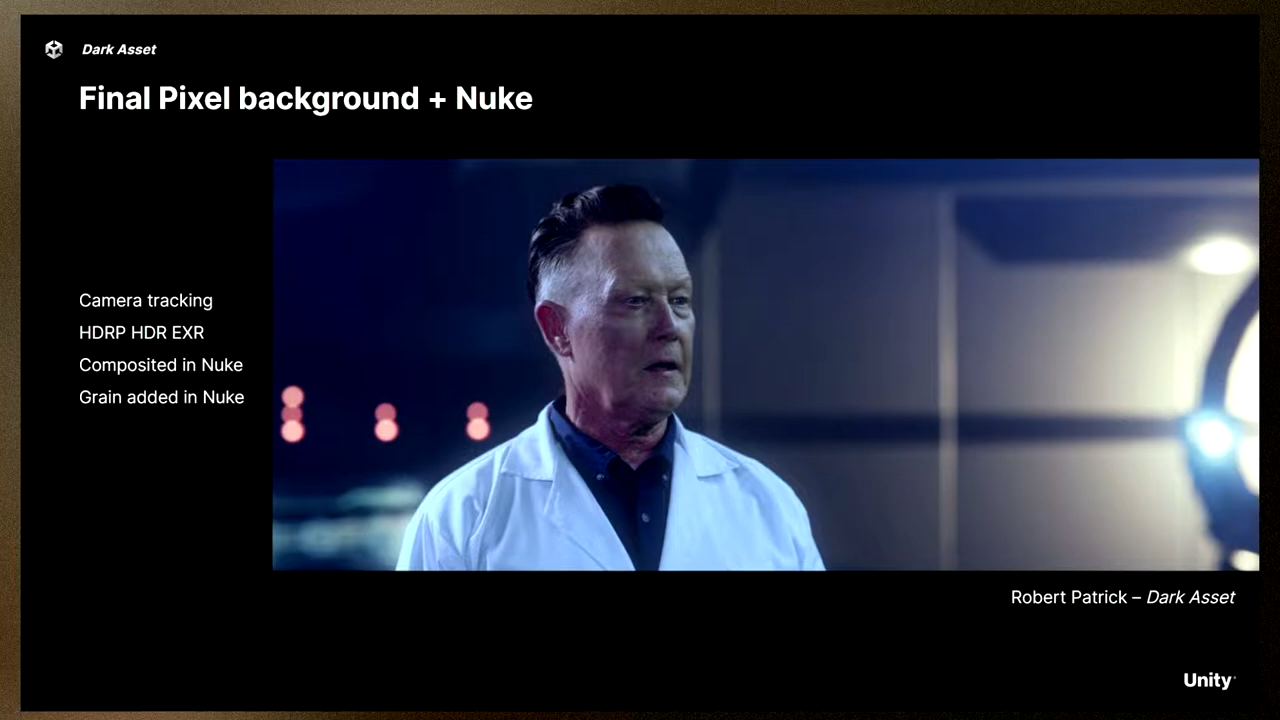 Dark Asset
Final Pixel background + Nuke
Camera tracking
HDRP HDR EXR
Composited in Nuke
Grain added in Nuke
Robert Patrick – Dark Asset
Unity